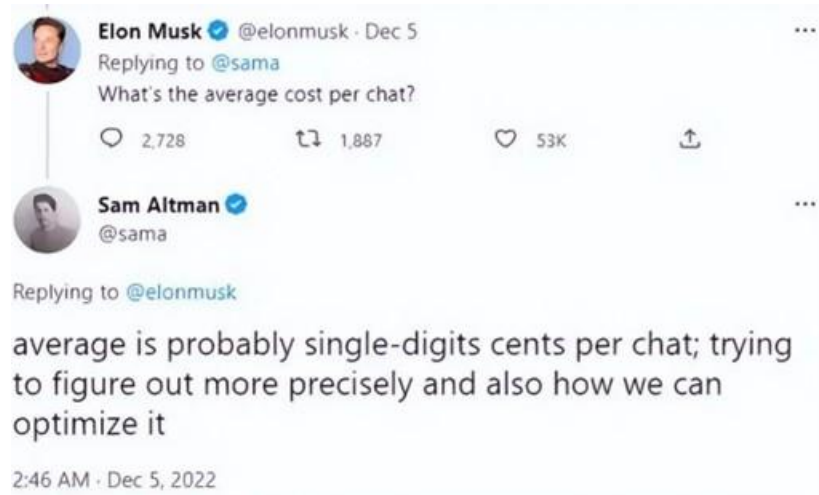 Elon Musk @elonmusk · Dec 5
Replying to @sama
What's the average cost per chat?
2,728 1,887 53K
Sam Altman
@sama
Replying to @elonmusk
average is probably single-digits cents per chat; trying
to figure out more precisely and also how we can
optimize it
2:46 AM · Dec 5, 2022